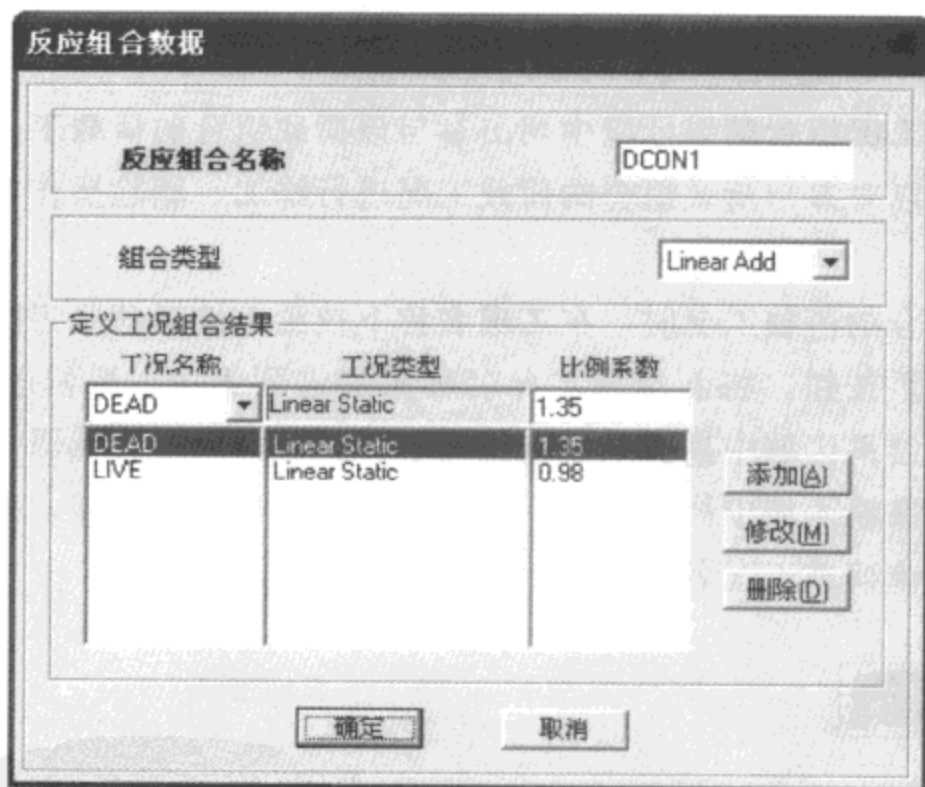 反应组合数据
反应组合名称 DCON1
组合类型 Linear Add
定义工况组合结果
工况名称 工况类型 比例系数
DEAD Linear Static 1.35
DEAD Linear Static 1.35
LIVE Linear Static 0.98
添加(A)
修改(M)
删除(D)
确定 取消